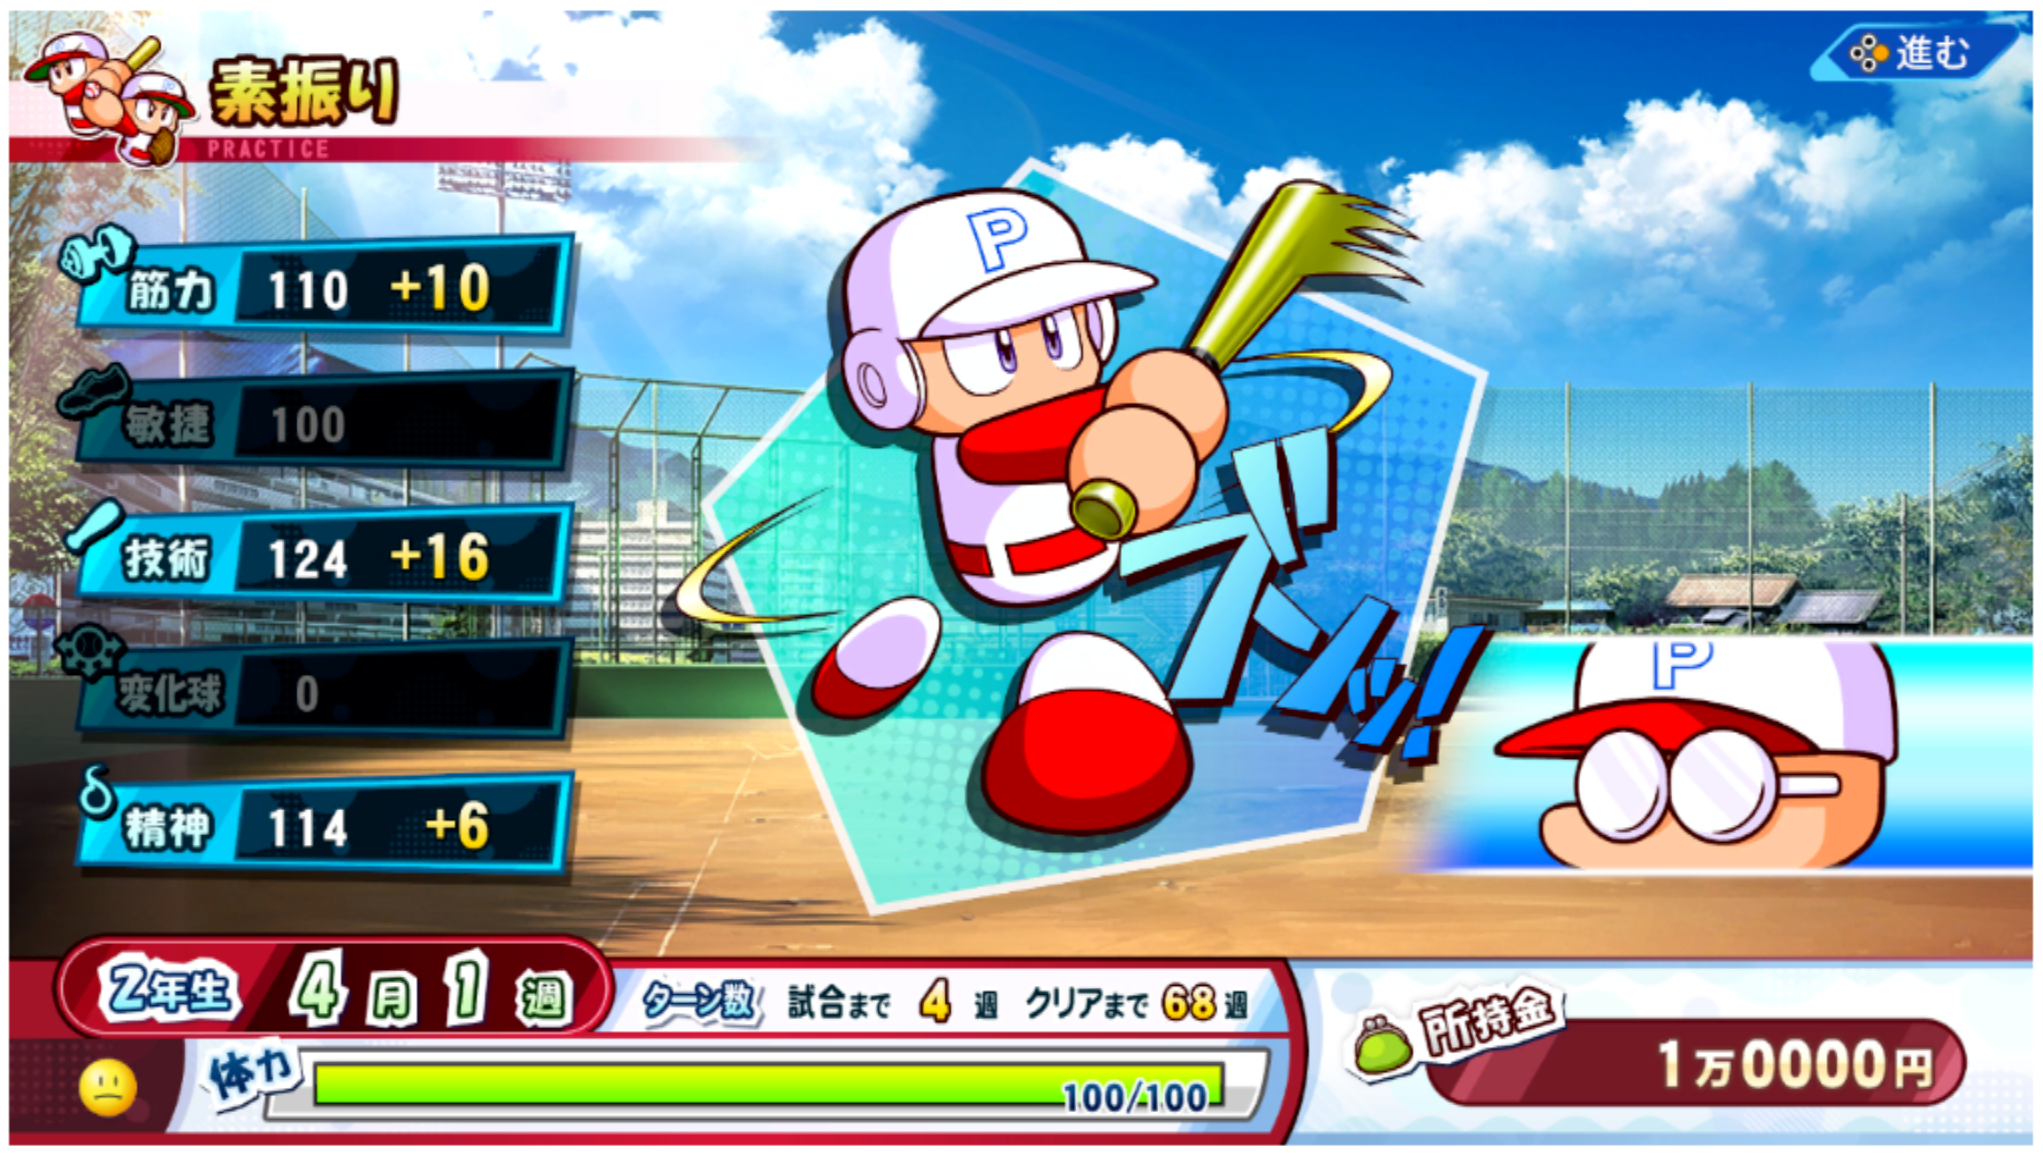 素振り
PRACTICE
進む
P
筋力 110 +10
敏捷 100
技術 124 +16
変化球 0
精神 114 +6
ズバッ!
P
2年生 4月1週
ターン数 試合まで 4 週 クリアまで 68 週
体力 100/100
所持金
1万0000円